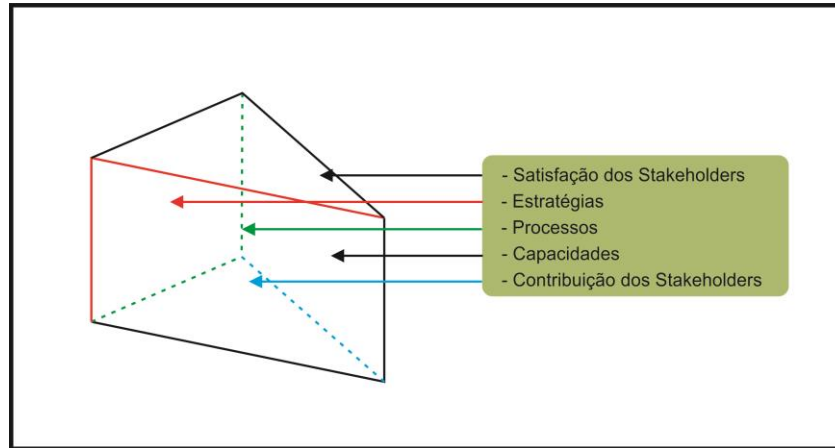 - Satisfação dos Stakeholders
- Estratégias
- Processos
- Capacidades
- Contribuição dos Stakeholders